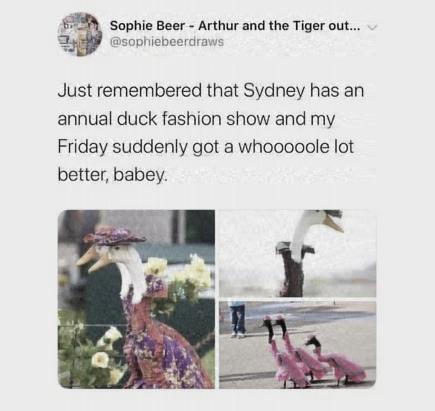 Sophie Beer - Arthur and the Tiger out...
@sophiebeerdraws
Just remembered that Sydney has an
annual duck fashion show and my
Friday suddenly got a whooooole lot
better, babey.